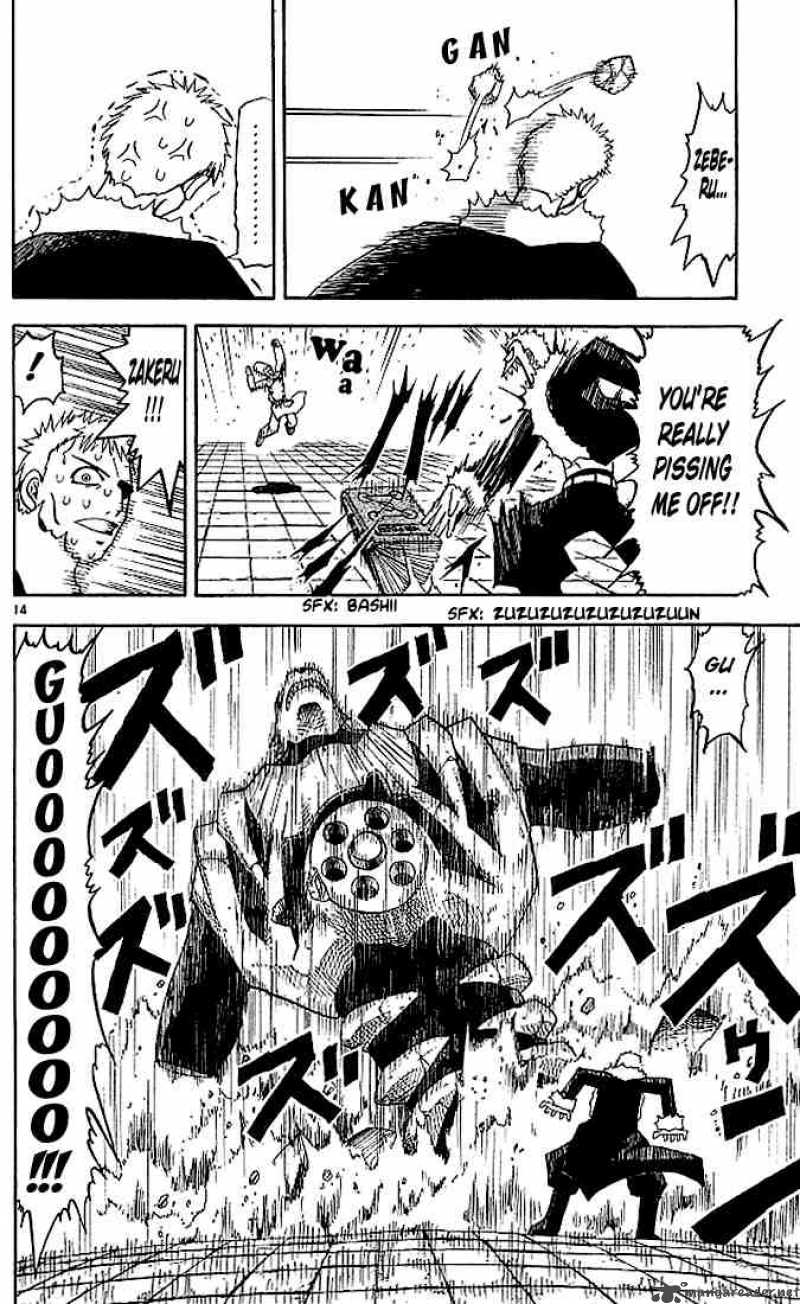 ZEBE-
RU...
GAN
KAN
YOU'RE
REALLY
PISSING
ME OFF!!
wa
a
ZAKERU
!!!
!
14
SFX: BASHII
SFX: ZUZUZUZUZUZUZUZUUN
GU
...
ズズズ
ズズ
ズズズゥン
GUOOOOOOOO!!!
mangareader.net